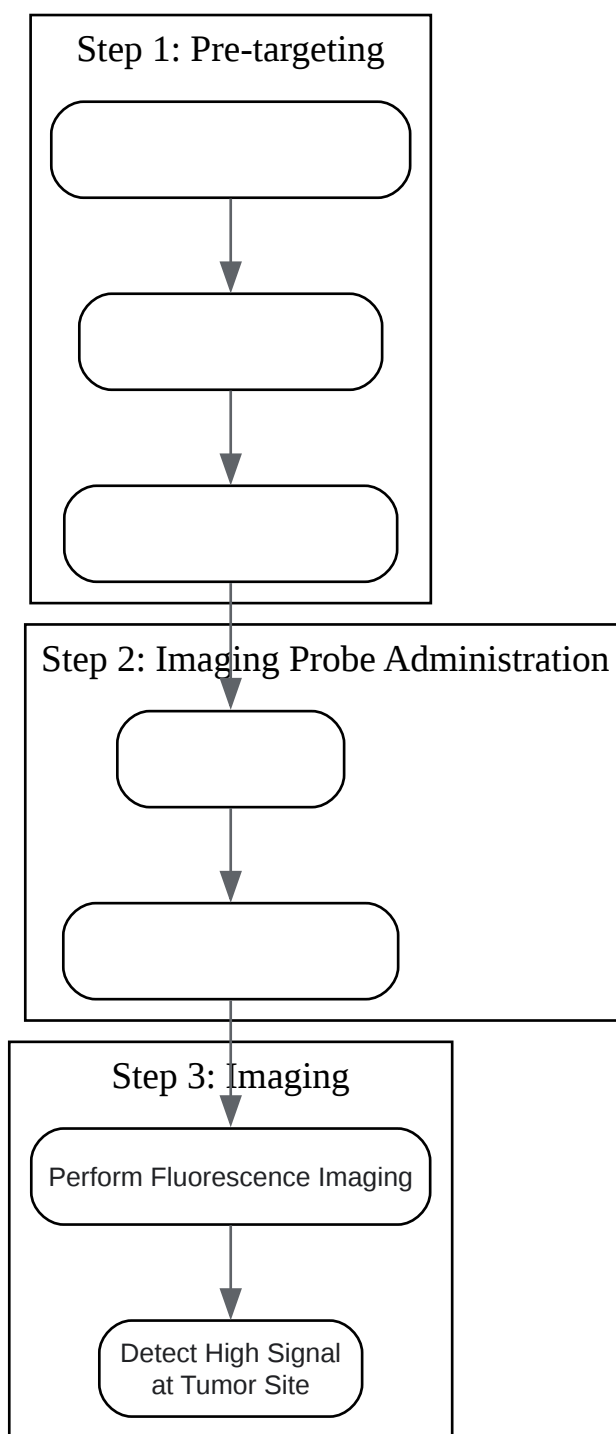 Step 1: Pre-targeting
Step 2: Imaging Probe Administration
Step 3: Imaging
Perform Fluorescence Imaging
Detect High Signal
at Tumor Site